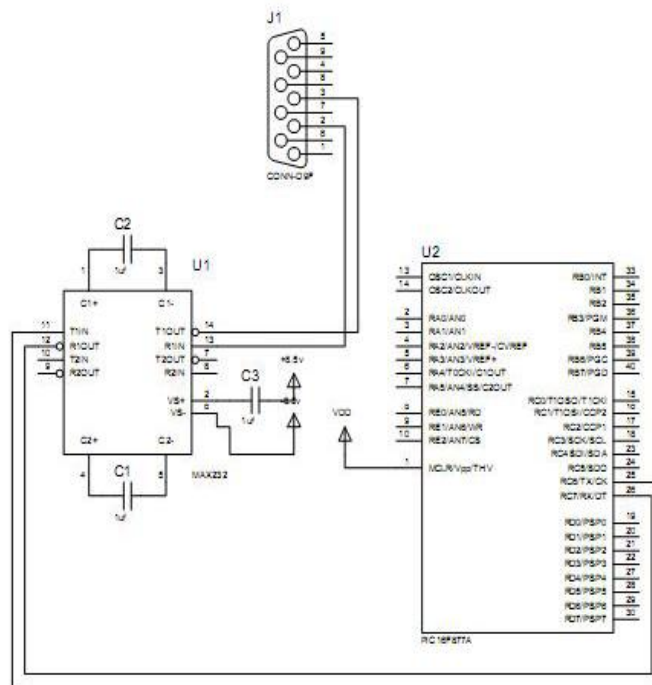 J1
5
9
4
8
3
7
2
6
1
CONN-D9F
C2
1uf
1
3
U1
C1+
C1-
11
T1IN
T1OUT
14
12
R1OUT
R1IN
13
10
T2IN
T2OUT
7
9
R2OUT
R2IN
8
VS+
2
VS-
6
C3
1uf
C2+
C2-
4
5
C1
1uf
MAX232
VDD
U2
13
OSC1/CLKIN
14
OSC2/CLKOUT
2
RA0/AN0
3
RA1/AN1
4
RA2/AN2/VREF-/CVREF
5
RA3/AN3/VREF+
6
RA4/T0CKI/C1OUT
7
RA5/AN4/SS/C2OUT
8
RE0/AN5/RD
9
RE1/AN6/WR
10
RE2/AN7/CS
1
MCLR/Vpp/THV
RB0/INT
33
RB1
34
RB2
35
RB3/PGM
36
RB4
37
RB5
38
RB6/PGC
39
RB7/PGD
40
RC0/T1OSO/T1CKI
15
RC1/T1OSI/CCP2
16
RC2/CCP1
17
RC3/SCK/SCL
18
RC4/SDI/SDA
23
RC5/SDO
24
RC6/TX/CK
25
RC7/RX/DT
26
RD0/PSP0
19
RD1/PSP1
20
RD2/PSP2
21
RD3/PSP3
22
RD4/PSP4
27
RD5/PSP5
28
RD6/PSP6
29
RD7/PSP7
30
PIC16F877A